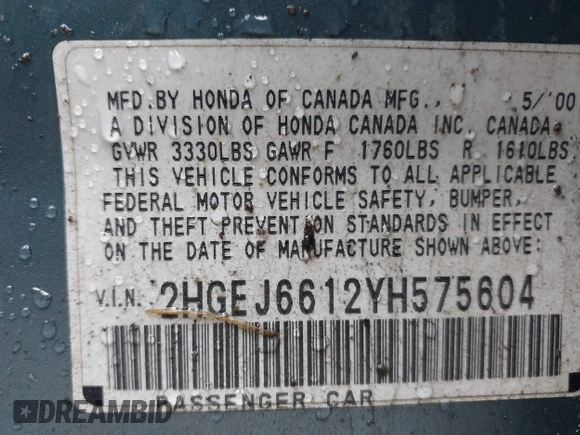 MFD.BY HONDA OF CANADA MFG., 5/'00
A DIVISION OF HONDA CANADA INC. CANADA.
GVWR 3330LBS GAWR F 1760LBS R 1610LBS
THIS VEHICLE CONFORMS TO ALL APPLICABLE
FEDERAL MOTOR VEHICLE SAFETY, BUMPER,
AND THEFT PREVENTION STANDARDS IN EFFECT
ON THE DATE OF MANUFACTURE SHOWN ABOVE:
V.I.N. 2HGEJ6612YH575604
PASSENGER CAR
DREAMBID